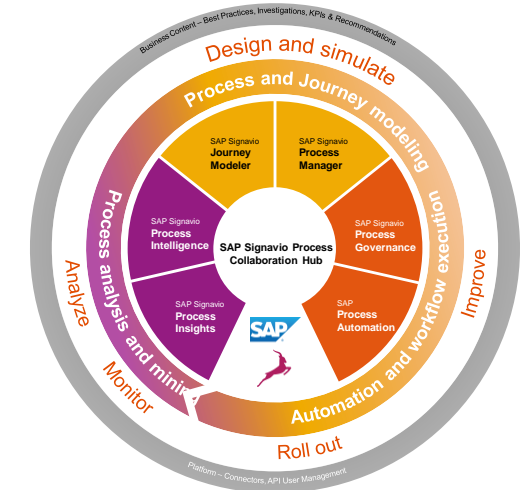 Business Content – Best Practices, Investigations, KPIs & Recommendations
Design and simulate
Process and Journey modeling
SAP Signavio
Journey
Modeler
SAP Signavio
Process
Manager
SAP Signavio
Process
Intelligence
SAP Signavio
Process
Governance
SAP Signavio Process
Collaboration Hub
SAP Signavio
Process
Insights
SAP
Process
Automation
SAP
Process analysis and minin
Automation and workflow execution
Analyze
Improve
Monitor
Roll out
Platform – Connectors, API User Management